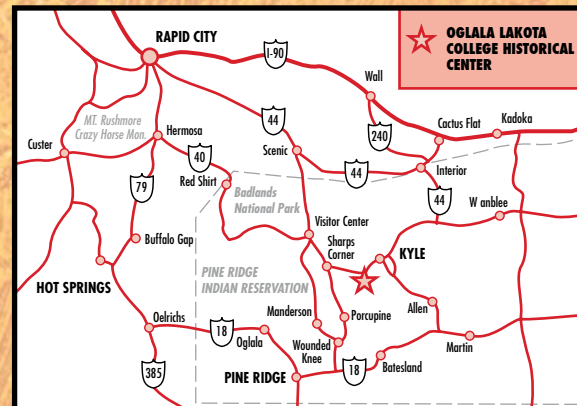 OGLALA LAKOTA
COLLEGE HISTORICAL
CENTER
RAPID CITY
I-90
Wall
MT. Rushmore
Crazy Horse Mon.
44
Cactus Flat
Kadoka
Custer
Hermosa
240
Scenic
40
44
Interior
Red Shirt
79
Badlands
National Park
44
W anblee
Visitor Center
Buffalo Gap
Sharps
Corner
KYLE
HOT SPRINGS
PINE RIDGE
INDIAN RESERVATION
Allen
Oelrichs
18
Oglala
Manderson
Porcupine
Wounded
Knee
Martin
385
PINE RIDGE
18
Batesland